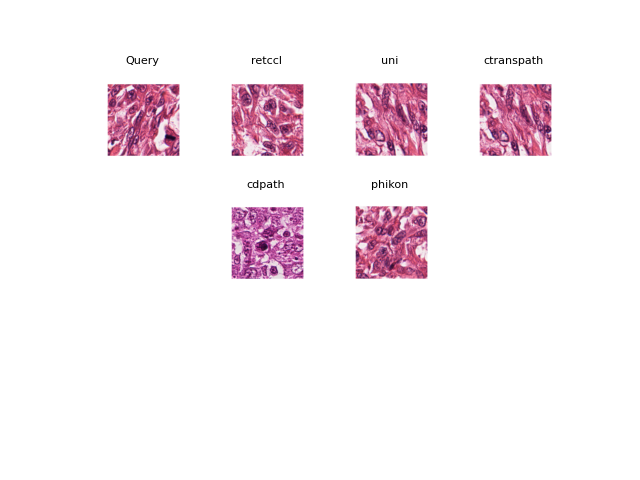 Query
retccl
uni
ctranspath
cdpath
phikon